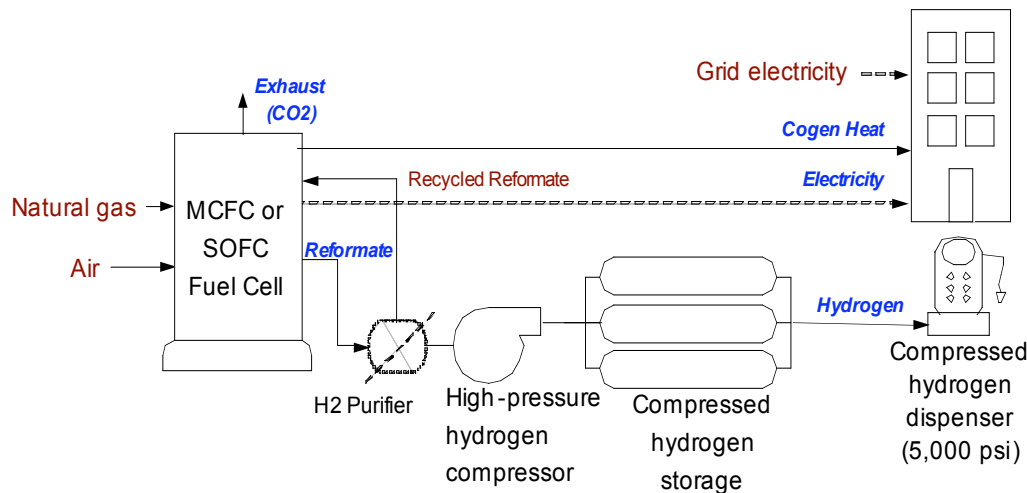 Exhaust
(CO2)
Grid electricity
Cogen Heat
Recycled Reformate
Electricity
Natural gas
MCFC or
SOFC
Fuel Cell
Air
Reformate
Hydrogen
H2 Purifier
High-pressure
hydrogen
compressor
Compressed
hydrogen
storage
Compressed
hydrogen
dispenser
(5,000 psi)